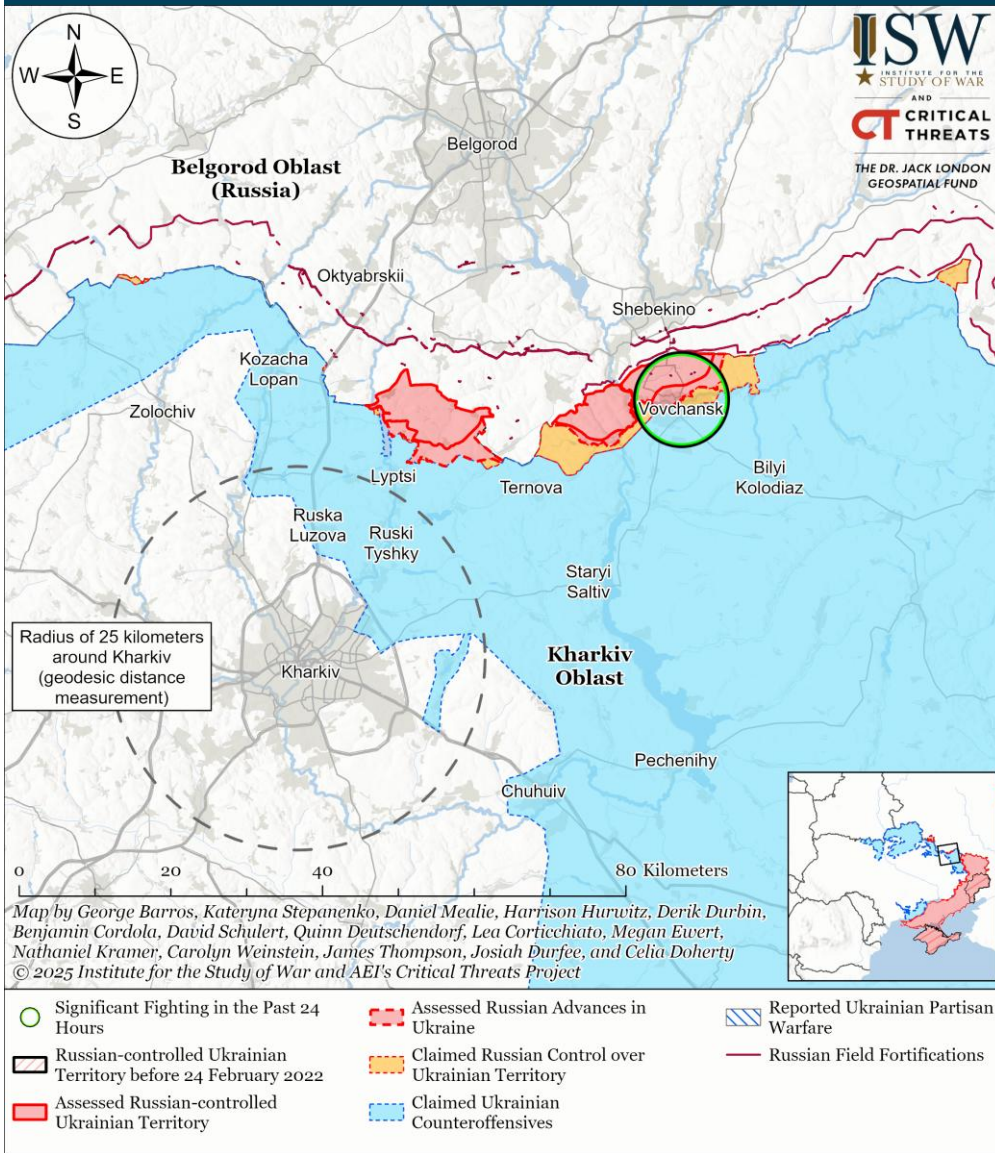 N
W
E
S
ISW
INSTITUTE FOR THE
STUDY OF WAR
AND
CT CRITICAL
THREATS
THE DR. JACK LONDON
GEOSPATIAL FUND
Belgorod
Belgorod Oblast
(Russia)
Oktyabrskii
Shebekino
Kozacha
Lopan
Zolochiv
Vovchansk
Lyptsi
Ternova
Bilyi
Kolodiaz
Ruska
Luzova
Ruski
Tyshky
Staryi
Saltiv
Radius of 25 kilometers
around Kharkiv
(geodesic distance
measurement)
Kharkiv
Kharkiv
Oblast
Pechenihy
Chuhuiv
0 20 40 80 Kilometers
Map by George Barros, Kateryna Stepanenko, Daniel Mealie, Harrison Hurwitz, Derik Durbin,
Benjamin Cordola, David Schulert, Quinn Deutschendorf, Lea Corticchiato, Megan Ewert,
Nathaniel Kramer, Carolyn Weinstein, James Thompson, Josiah Durfee, and Celia Doherty
© 2025 Institute for the Study of War and AEI's Critical Threats Project
Significant Fighting in the Past 24
Hours
Russian-controlled Ukrainian
Territory before 24 February 2022
Assessed Russian-controlled
Ukrainian Territory
Assessed Russian Advances in
Ukraine
Claimed Russian Control over
Ukrainian Territory
Claimed Ukrainian
Counteroffensives
Reported Ukrainian Partisan
Warfare
Russian Field Fortifications